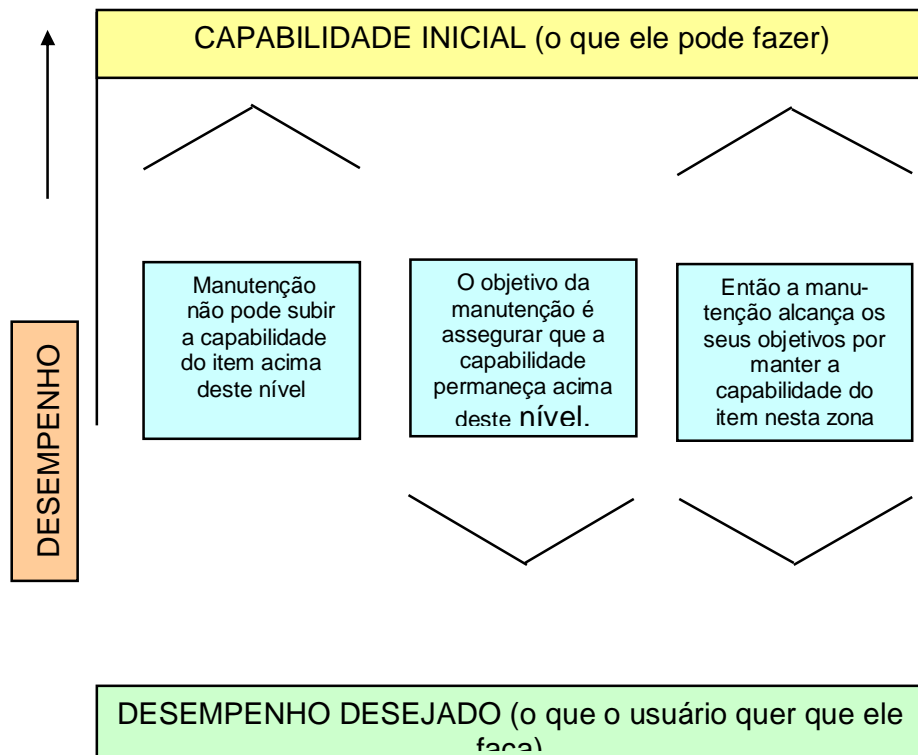 CAPABILIDADE INICIAL (o que ele pode fazer)
Manutenção
não pode subir
a capabilidade
do item acima
deste nível
O objetivo da
manutenção é
assegurar que a
capabilidade
permaneça acima
deste nível.
Então a manu-
tenção alcança os
seus objetivos por
manter a
capabilidade do
item nesta zona
DESEMPENHO
DESEMPENHO DESEJADO (o que o usuário quer que ele
faça)